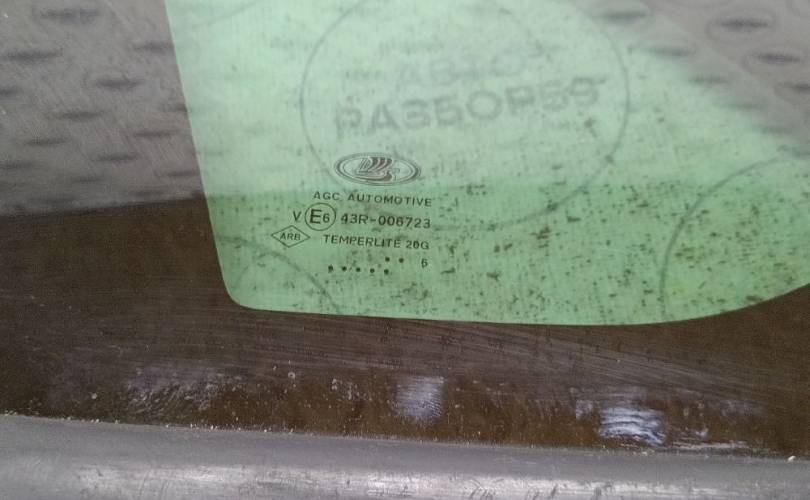 АВТО
РАЗБОР59
AGC AUTOMOTIVE
V E6 43R-006723
ARB TEMPERLITE 20G
6